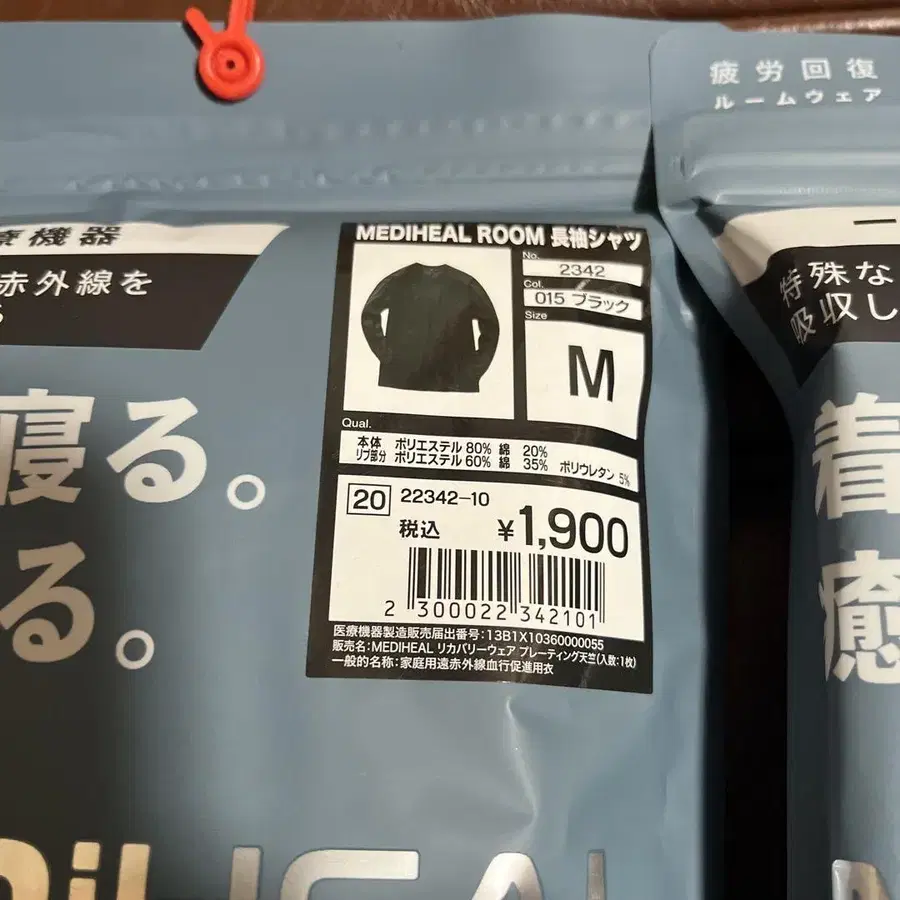 疲労回復
ルームウェア
療機器
赤外線を
寝る。
る。
MEDIHEAL ROOM 長袖シャツ
No.
2342
Col.
015 ブラック
Size
M
Qual.
本体 ポリエステル 80% 綿 20%
リブ部分 ポリエステル 60% 綿 35% ポリウレタン 5%
20 22342-10
税込 ¥1,900
2 300022 342101
医療機器製造販売届出番号:13B1X10360000055
販売名:MEDIHEAL リカバリーウェア プレーティング天竺(入数:1枚)
一般的名称:家庭用遠赤外線血行促進用衣
特殊な
吸収し
着
癒